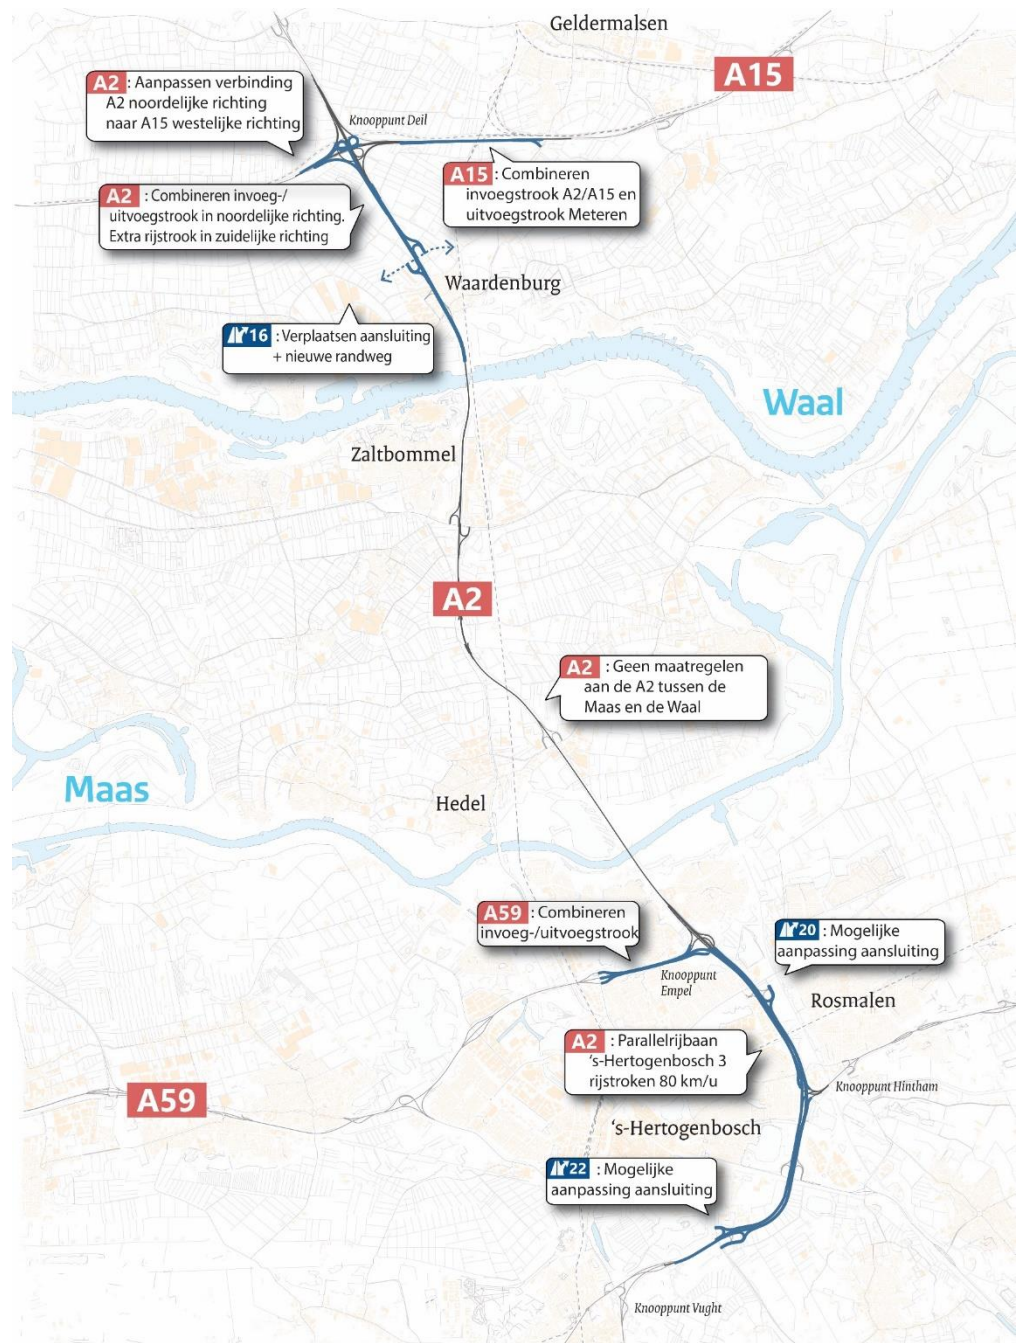 Geldermalsen
A15
A2 : Aanpassen verbinding
A2 noordelijke richting
naar A15 westelijke richting
Knooppunt Deil
A15 : Combineren
invoegstrook A2/A15 en
uitvoegstrook Meteren
A2 : Combineren invoeg-/
uitvoegstrook in noordelijke richting.
Extra rijstrook in zuidelijke richting
Waardenburg
16 : Verplaatsen aansluiting
+ nieuwe randweg
Waal
Zaltbommel
A2
A2 : Geen maatregelen
aan de A2 tussen de
Maas en de Waal
Maas
Hedel
A59 : Combineren
invoeg-/uitvoegstrook
20 : Mogelijke
aanpassing aansluiting
Knooppunt
Empel
Rosmalen
A2 : Parallelrijbaan
‘s-Hertogenbosch 3
rijstroken 80 km/u
Knooppunt Hintham
A59
‘s-Hertogenbosch
22 : Mogelijke
aanpassing aansluiting
Knooppunt Vught